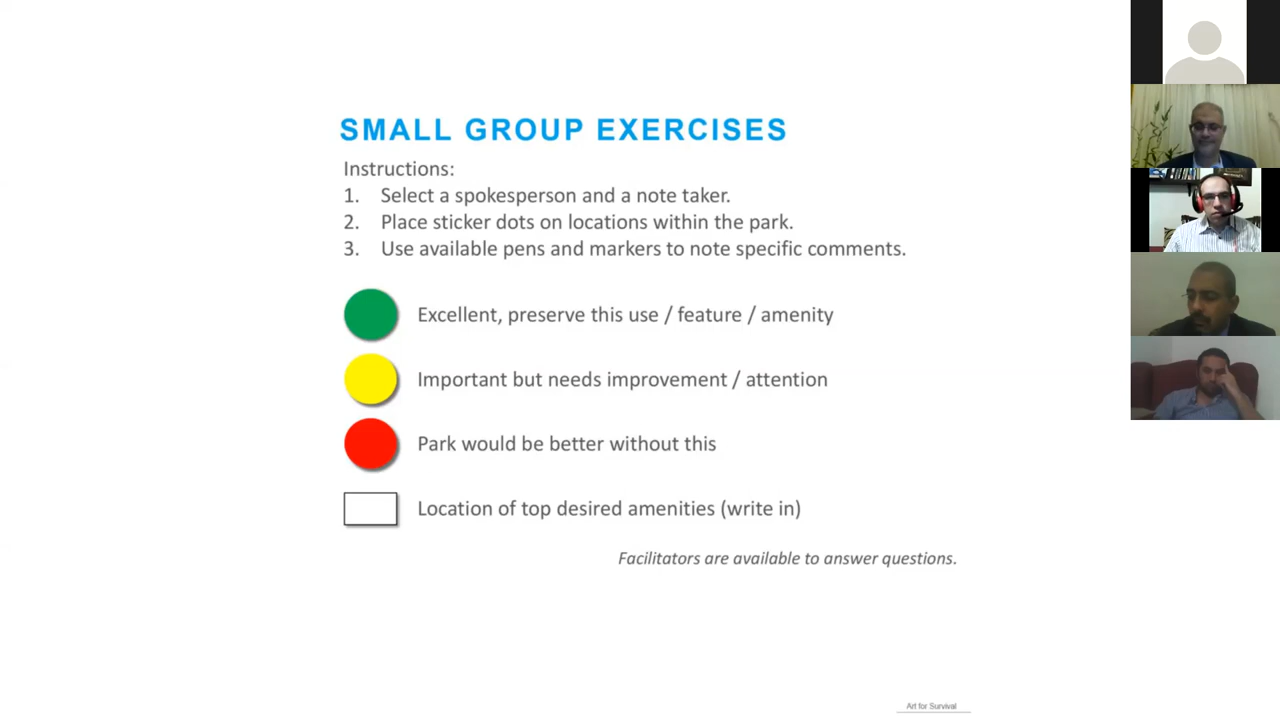 SMALL GROUP EXERCISES
Instructions:
1. Select a spokesperson and a note taker.
2. Place sticker dots on locations within the park.
3. Use available pens and markers to note specific comments.
Excellent, preserve this use / feature / amenity
Important but needs improvement / attention
Park would be better without this
Location of top desired amenities (write in)
Facilitators are available to answer questions.
Art for Survival